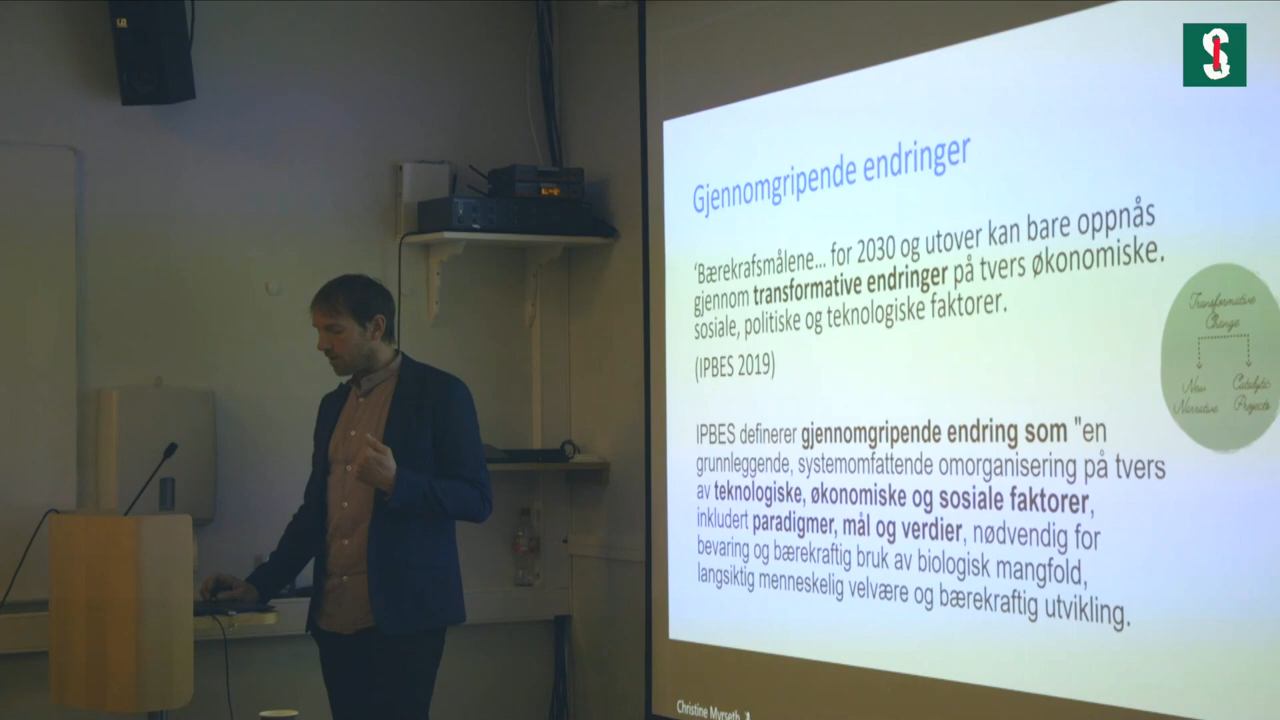 Gjennomgripende endringer
‘Bærekrafsmålene... for 2030 og utover kan bare oppnås
gjennom transformative endringer på tvers økonomiske.
sosiale, politiske og teknologiske faktorer.
(IPBES 2019)
Transformative
Change
New
Narrative
Catalytic
Projects
IPBES definerer gjennomgripende endring som "en
grunnleggende, systemomfattende omorganisering på tvers
av teknologiske, økonomiske og sosiale faktorer,
inkludert paradigmer, mål og verdier, nødvendig for
bevaring og bærekraftig bruk av biologisk mangfold,
langsiktig menneskelig velvære og bærekraftig utvikling.
Christine Myrseth